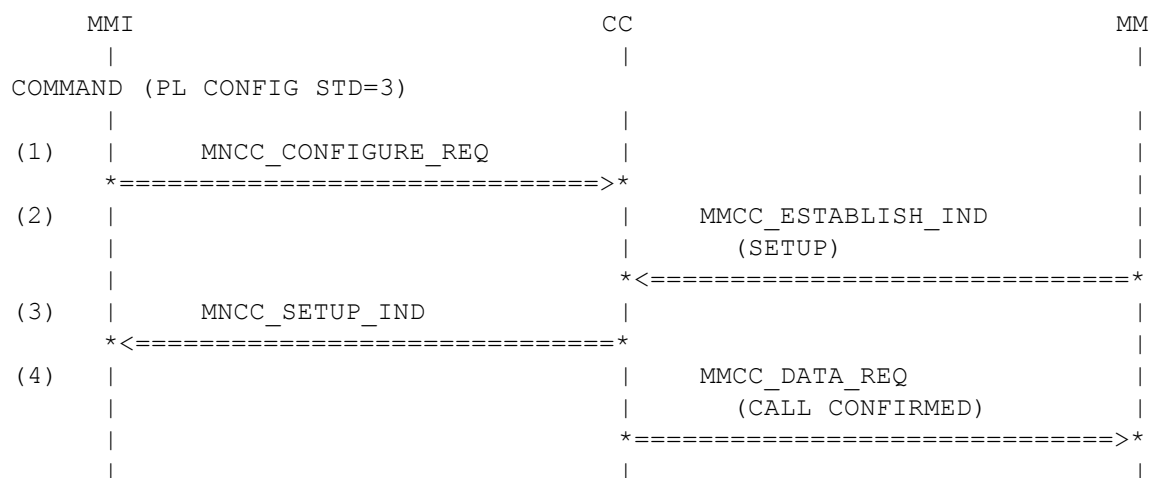 MMI CC MM
COMMAND (PL CONFIG STD=3)
(1) MNCC_CONFIGURE_REQ
(2) MMCC_ESTABLISH_IND
(SETUP)
(3) MNCC_SETUP_IND
(4) MMCC_DATA_REQ
(CALL CONFIRMED)